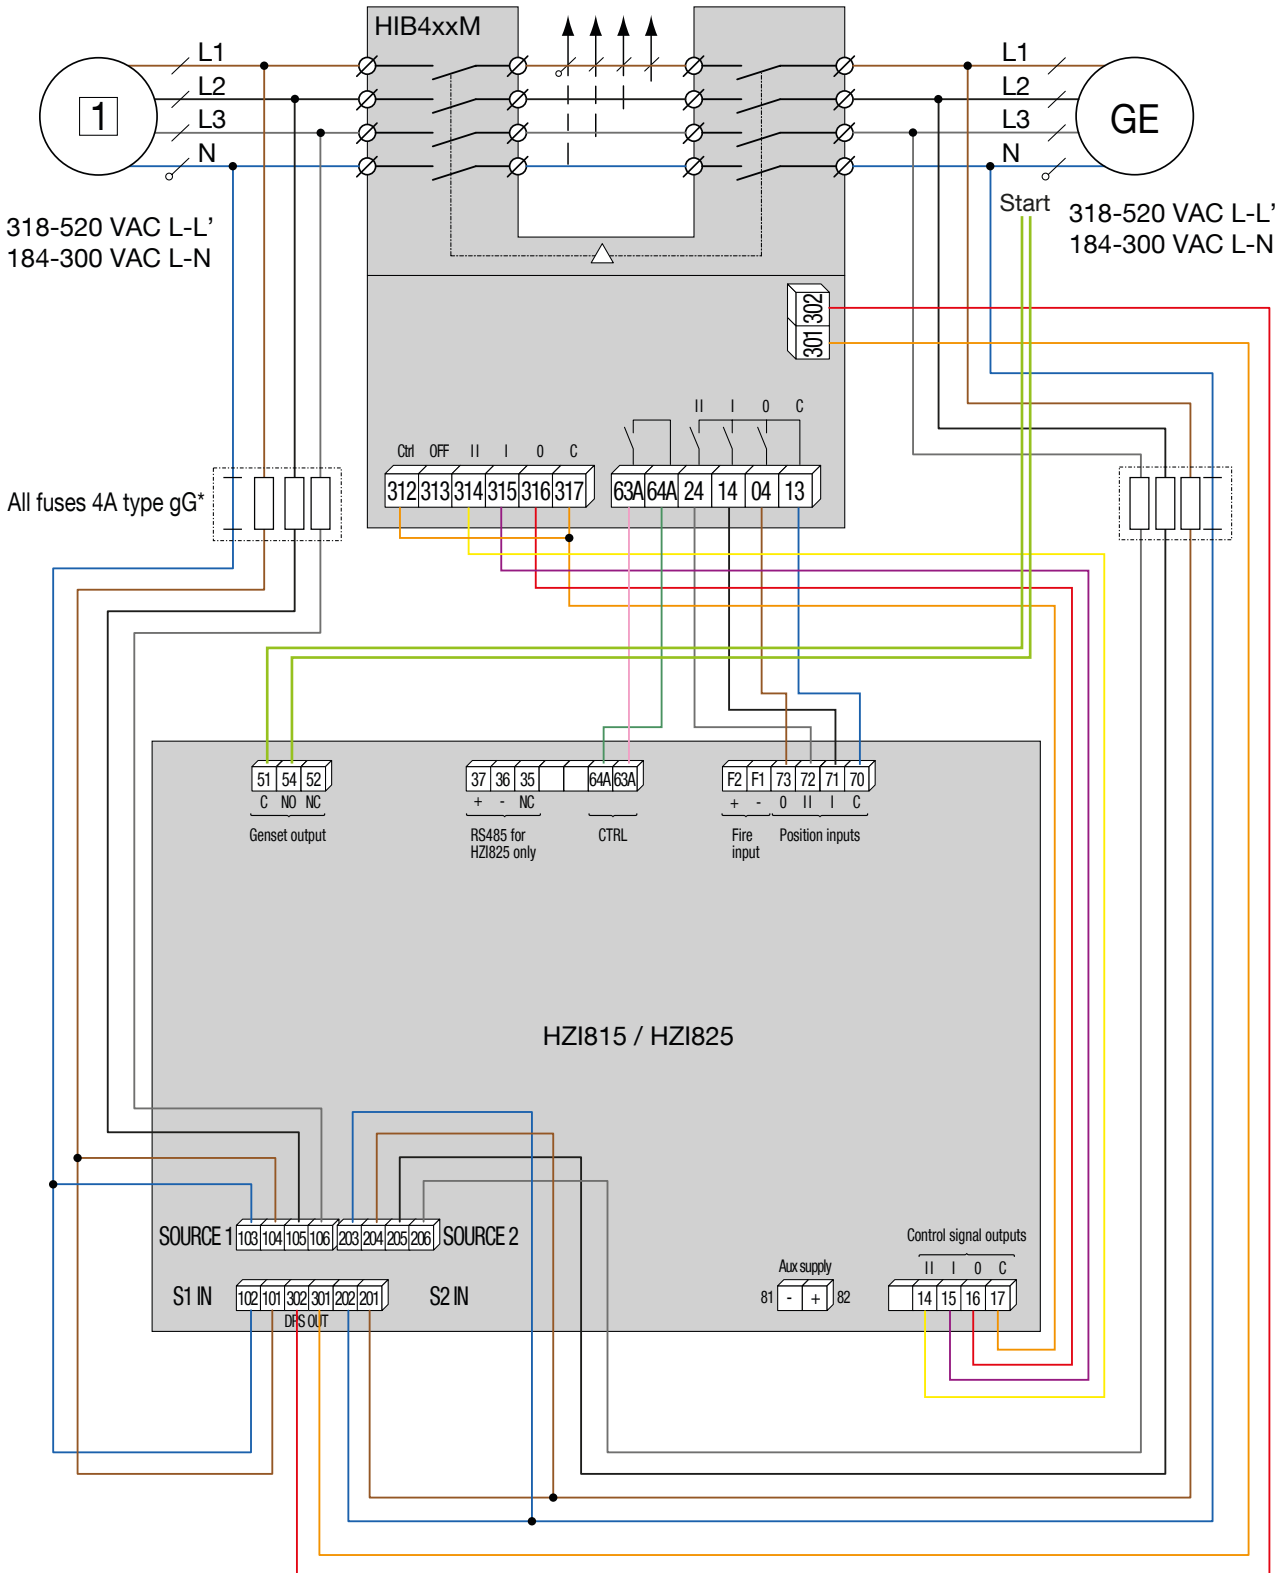 HIB4xxM
L1
L2
L3
N
1
L1
L2
L3
N
GE
318-520 VAC L-L'
184-300 VAC L-N
Start
318-520 VAC L-L'
184-300 VAC L-N
302
301
II I 0 C
Ctrl OFF II I 0 C
312 313 314 315 316 317
63A 64A 24 14 04 13
All fuses 4A type gG*
51 54 52
C NO NC
Genset output
37 36 35 64A 63A
+ - NC
RS485 for
HZI825 only
CTRL
F2 F1 73 72 71 70
+ - 0 II I C
Fire
input
Position inputs
HZI815 / HZI825
SOURCE 1 103 104 105 106 203 204 205 206 SOURCE 2
S1 IN 102 101 302 301 202 201 S2 IN
DPS OUT
Aux supply
81 - + 82
Control signal outputs
II I 0 C
14 15 16 17